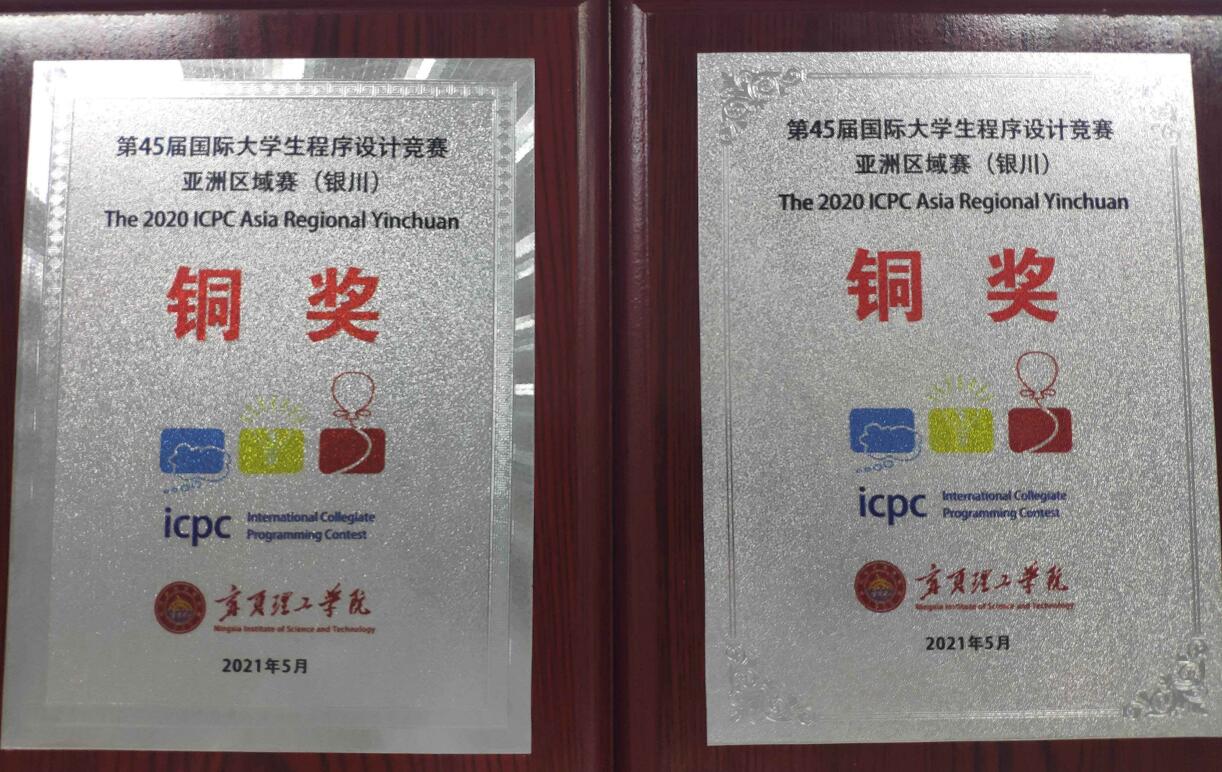 第45届国际大学生程序设计竞赛
亚洲区域赛（银川）
The 2020 ICPC Asia Regional Yinchuan
铜 奖
icpc International Collegiate
Programming Contest
宁夏理工学院
Ningxia Institute of Science and Technology
2021年5月
第45届国际大学生程序设计竞赛
亚洲区域赛（银川）
The 2020 ICPC Asia Regional Yinchuan
铜 奖
icpc International Collegiate
Programming Contest
宁夏理工学院
Ningxia Institute of Science and Technology
2021年5月